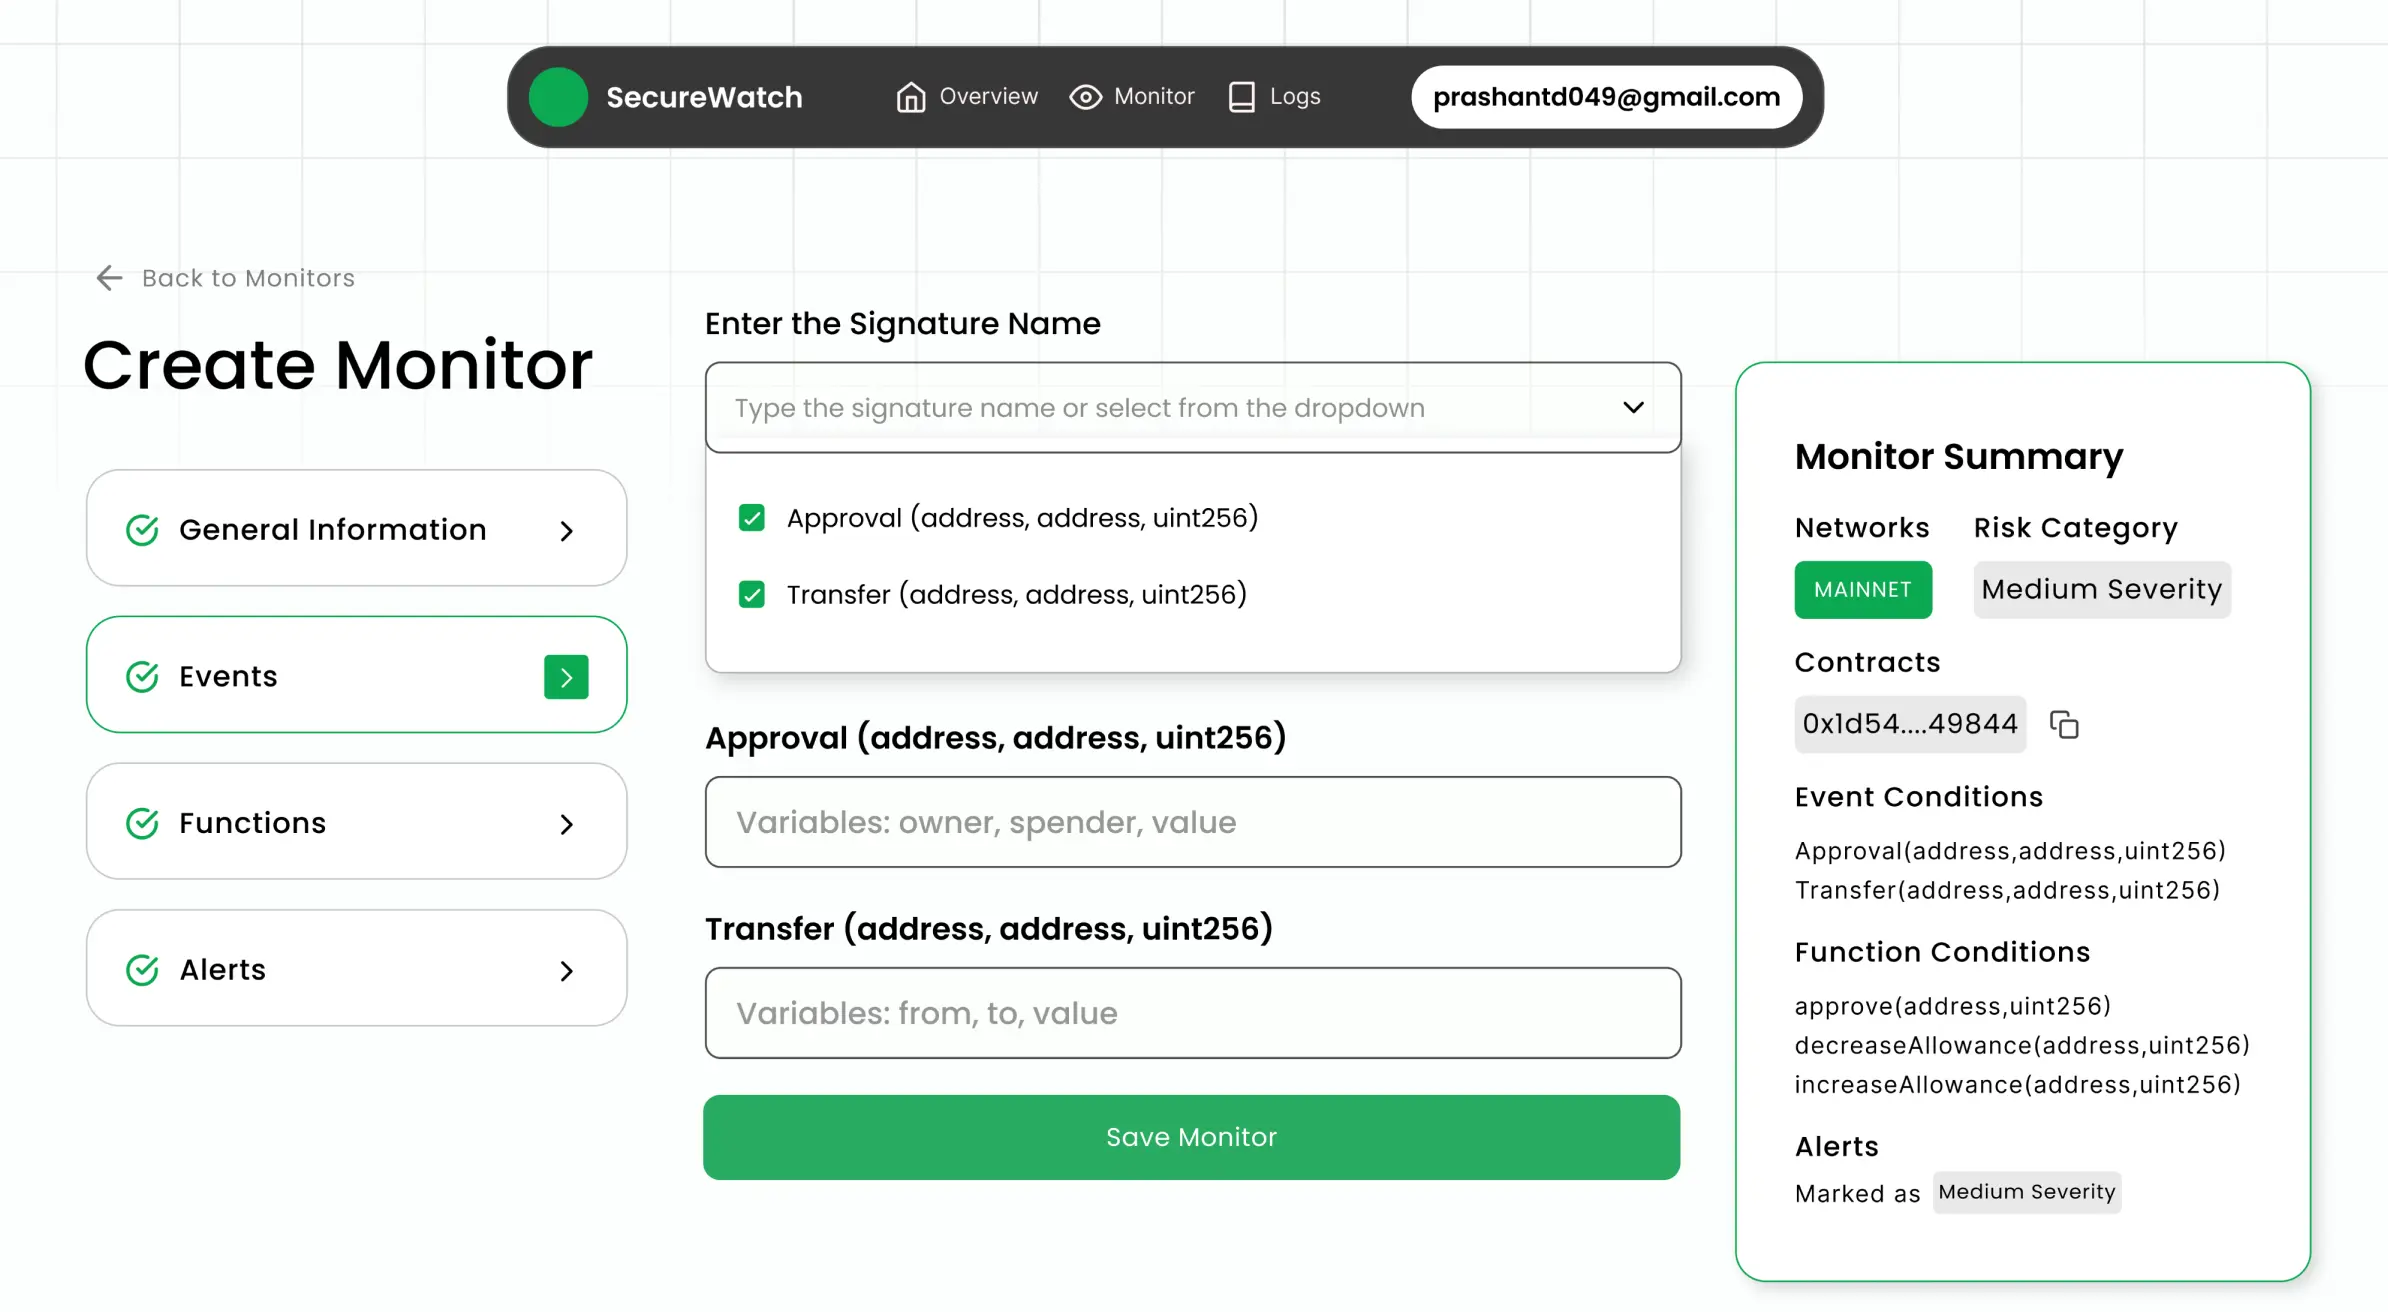 SecureWatch
Overview
Monitor
Logs
prashantd049@gmail.com
Back to Monitors
Create Monitor
General Information
Events
Functions
Alerts
Enter the Signature Name
Type the signature name or select from the dropdown
Approval (address, address, uint256)
Transfer (address, address, uint256)
Approval (address, address, uint256)
Variables: owner, spender, value
Transfer (address, address, uint256)
Variables: from, to, value
Save Monitor
Monitor Summary
Networks
Risk Category
MAINNET
Medium Severity
Contracts
0x1d54....49844
Event Conditions
Approval(address,address,uint256)
Transfer(address,address,uint256)
Function Conditions
approve(address,uint256)
decreaseAllowance(address,uint256)
increaseAllowance(address,uint256)
Alerts
Marked as Medium Severity